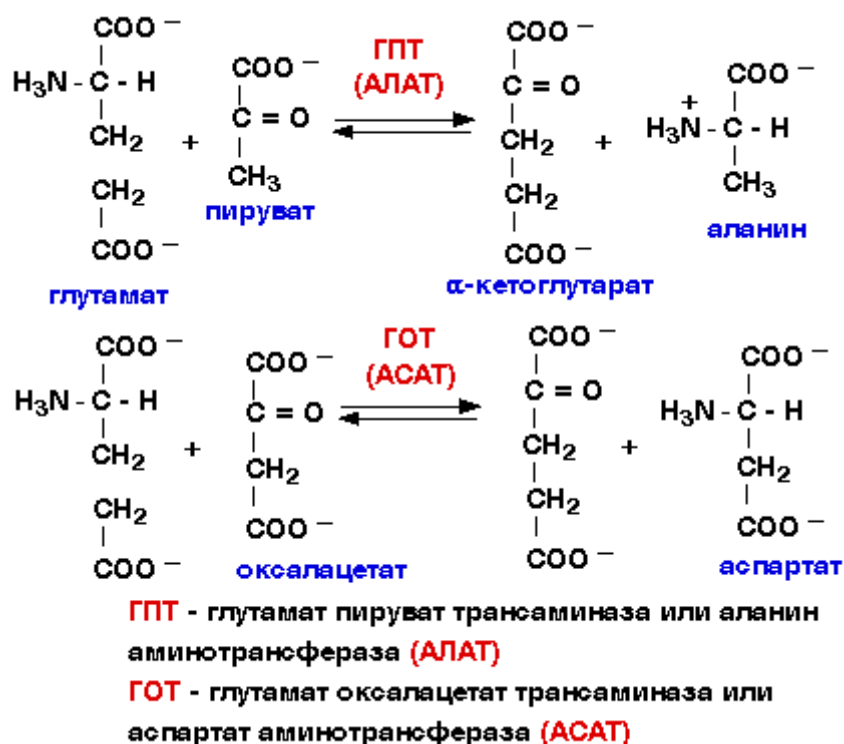 COO⁻
H₃N - C - H
CH₂
CH₂
COO⁻
глутамат
+
COO⁻
C = O
CH₃
пируват
ГПТ
(АЛАТ)
COO⁻
C = O
CH₂
CH₂
COO⁻
α-кетоглутарат
+
COO⁻
+
H₃N - C - H
CH₃
аланин
COO⁻
H₃N - C - H
CH₂
CH₂
COO⁻
+
COO⁻
C = O
CH₂
COO⁻
оксалацетат
ГОТ
(АСАТ)
COO⁻
C = O
CH₂
CH₂
COO⁻
+
COO⁻
H₃N - C - H
CH₂
COO⁻
аспартат
ГПТ - глутамат пируват трансаминаза или аланин
аминотрансфераза (АЛАТ)
ГОТ - глутамат оксалацетат трансаминаза или
аспартат аминотрансфераза (АСАТ)